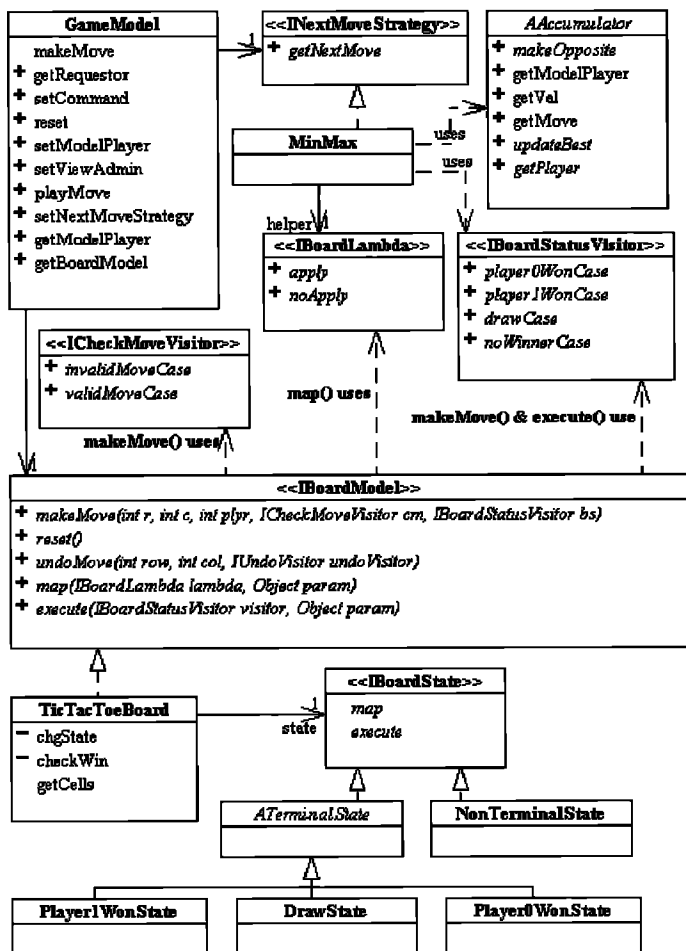 GameModel
makeMove
+ getRequestor
+ setCommand
+ reset
+ setModelPlayer
+ setViewAdmin
+ playMove
+ setNextMoveStrategy
+ getModelPlayer
+ getBoardModel
1
<<INextMoveStrategy>>
+ getNextMove
AAccumulator
+ makeOpposite
+ getModelPlayer
+ getVal
+ getMove
+ updateBest
+ getPlayer
MinMax
uses
uses
helper 1
<<IBoardLambda>>
+ apply
+ noApply
<<IBoardStatusVisitor>>
+ player0WonCase
+ player1WonCase
+ drawCase
+ noWinnerCase
<<ICheckMoveVisitor>>
+ invalidMoveCase
+ validMoveCase
map() uses
makeMove() & execute() use
makeMove() uses
1
<<IBoardModel>>
+ makeMove(int r, int c, int plyr, ICheckMoveVisitor cm, IBoardStatusVisitor bs)
+ reset()
+ undoMove(int row, int col, IUndoVisitor undoVisitor)
+ map(IBoardLambda lambda, Object param)
+ execute(IBoardStatusVisitor visitor, Object param)
TicTacToeBoard
- chgState
- checkWin
getCells
1
state
<<IBoardState>>
map
execute
ATerminalState
NonTerminalState
Player1WonState
DrawState
Player0WonState